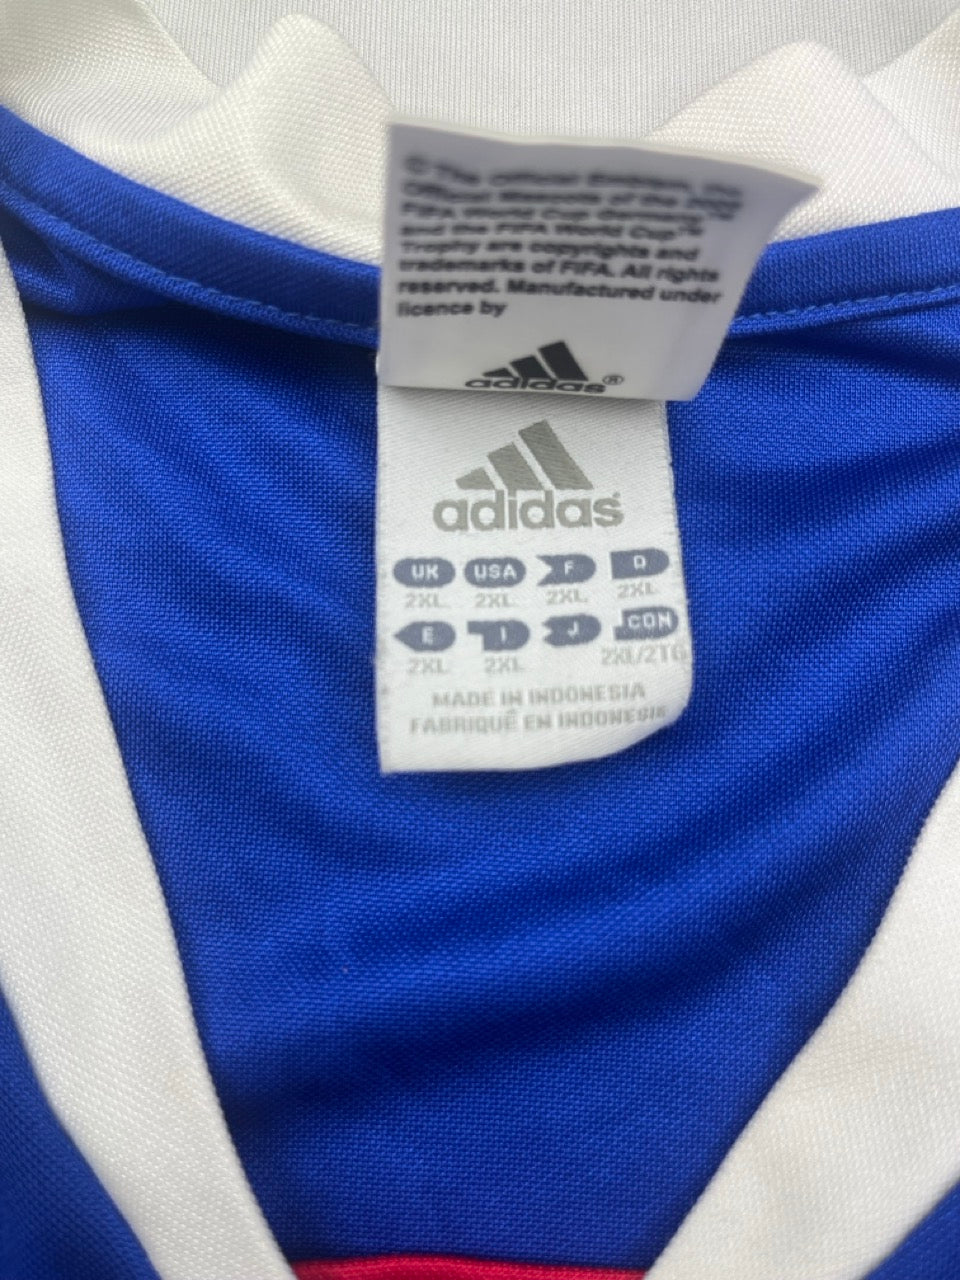 © The Official Emblem, the
Official Mascots of the
FIFA World Cup Germany™
and the FIFA World Cup™
Trophy are copyrights and
trademarks of FIFA. All rights
reserved. Manufactured under
licence by
adidas®
adidas
UK USA F D
2XL 2XL 2XL 2XL
E I J CON
2XL 2XL 2XL/2TG
MADE IN INDONESIA
FABRIQUÉ EN INDONESIE